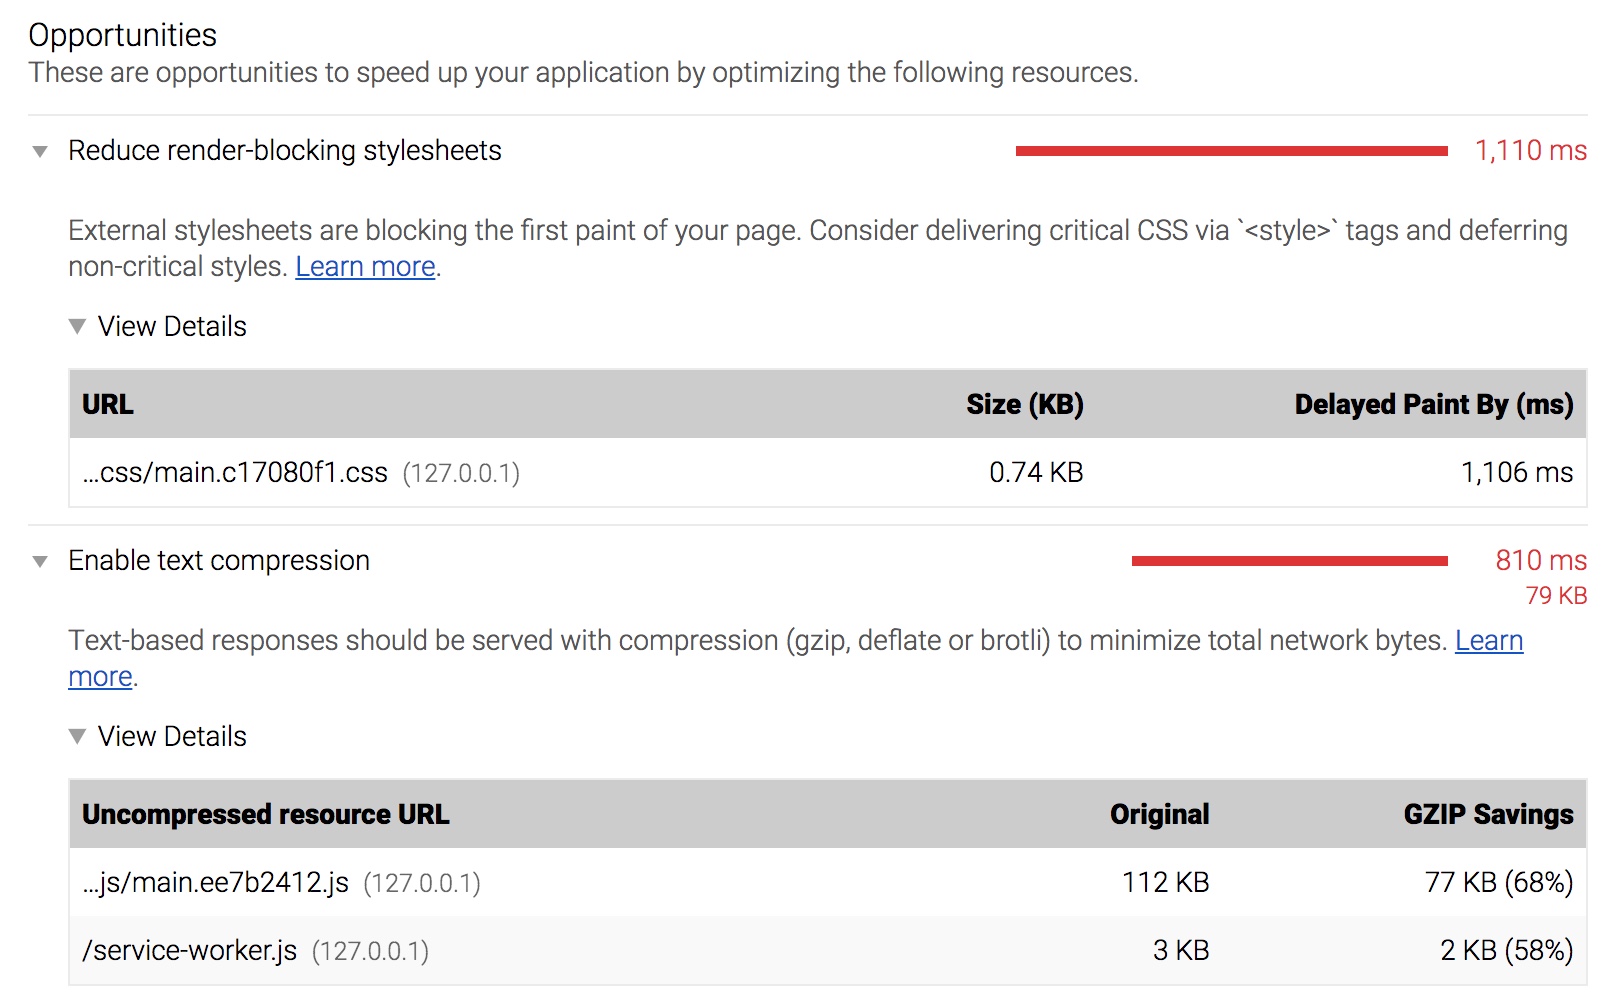 Opportunities
These are opportunities to speed up your application by optimizing the following resources.
Reduce render-blocking stylesheets 1,110 ms
External stylesheets are blocking the first paint of your page. Consider delivering critical CSS via `<style>` tags and deferring
non-critical styles. Learn more.
View Details
URL Size (KB) Delayed Paint By (ms)
...css/main.c17080f1.css (127.0.0.1) 0.74 KB 1,106 ms
Enable text compression 810 ms
79 KB
Text-based responses should be served with compression (gzip, deflate or brotli) to minimize total network bytes. Learn
more.
View Details
Uncompressed resource URL Original GZIP Savings
...js/main.ee7b2412.js (127.0.0.1) 112 KB 77 KB (68%)
/service-worker.js (127.0.0.1) 3 KB 2 KB (58%)